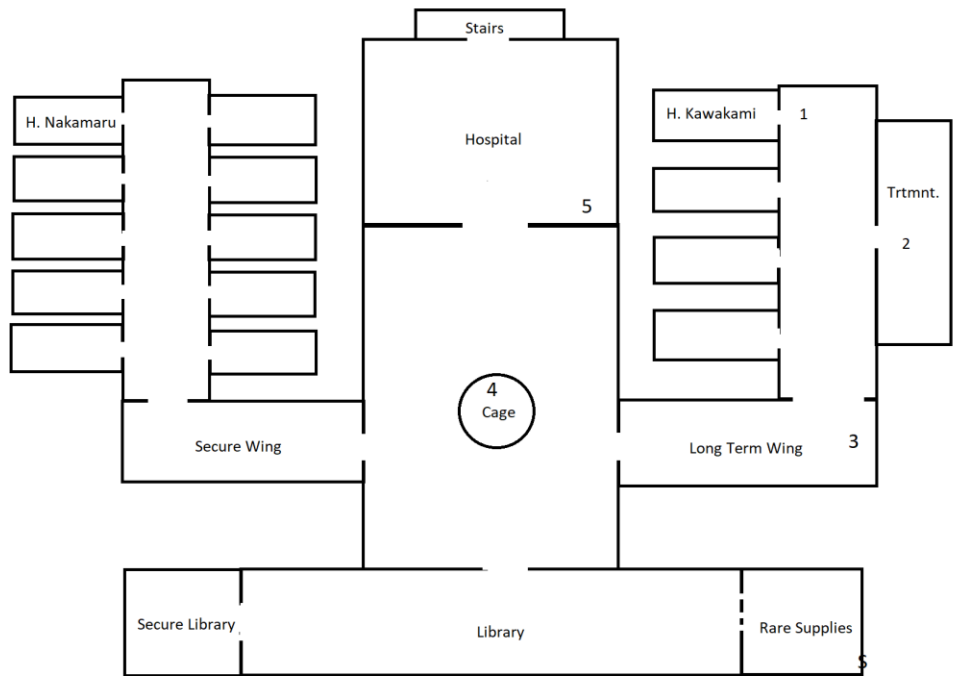 Stairs
H. Nakamaru
H. Kawakami
1
Hospital
Trtmnt.
5
2
4
Cage
Secure Wing
Long Term Wing
3
Secure Library
Library
Rare Supplies
S